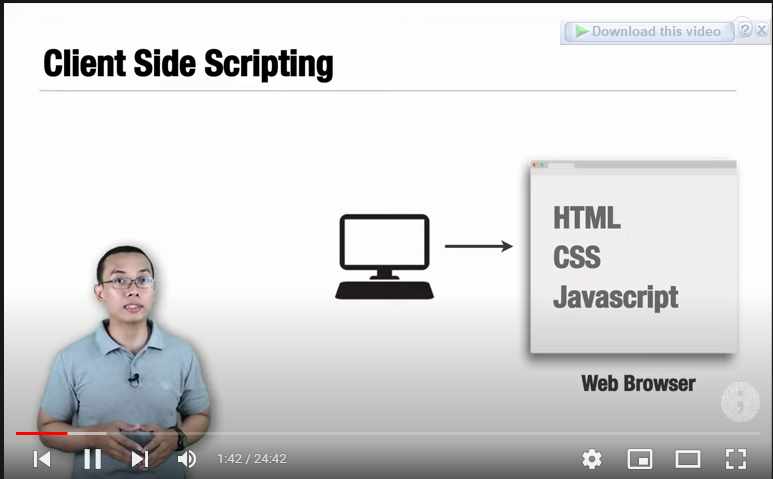 Download this video
Client Side Scripting
HTML
CSS
Javascript
Web Browser
1:42 / 24:42